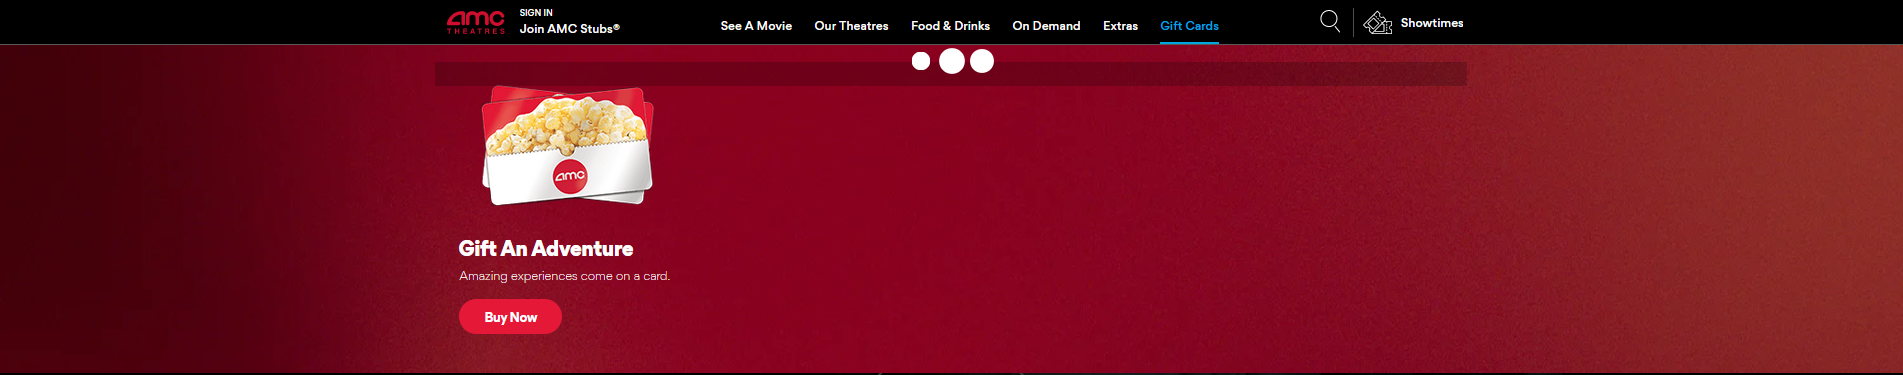 amc
THEATRES
SIGN IN
Join AMC Stubs®
See A Movie
Our Theatres
Food & Drinks
On Demand
Extras
Gift Cards
Showtimes
amc
Gift An Adventure
Amazing experiences come on a card.
Buy Now